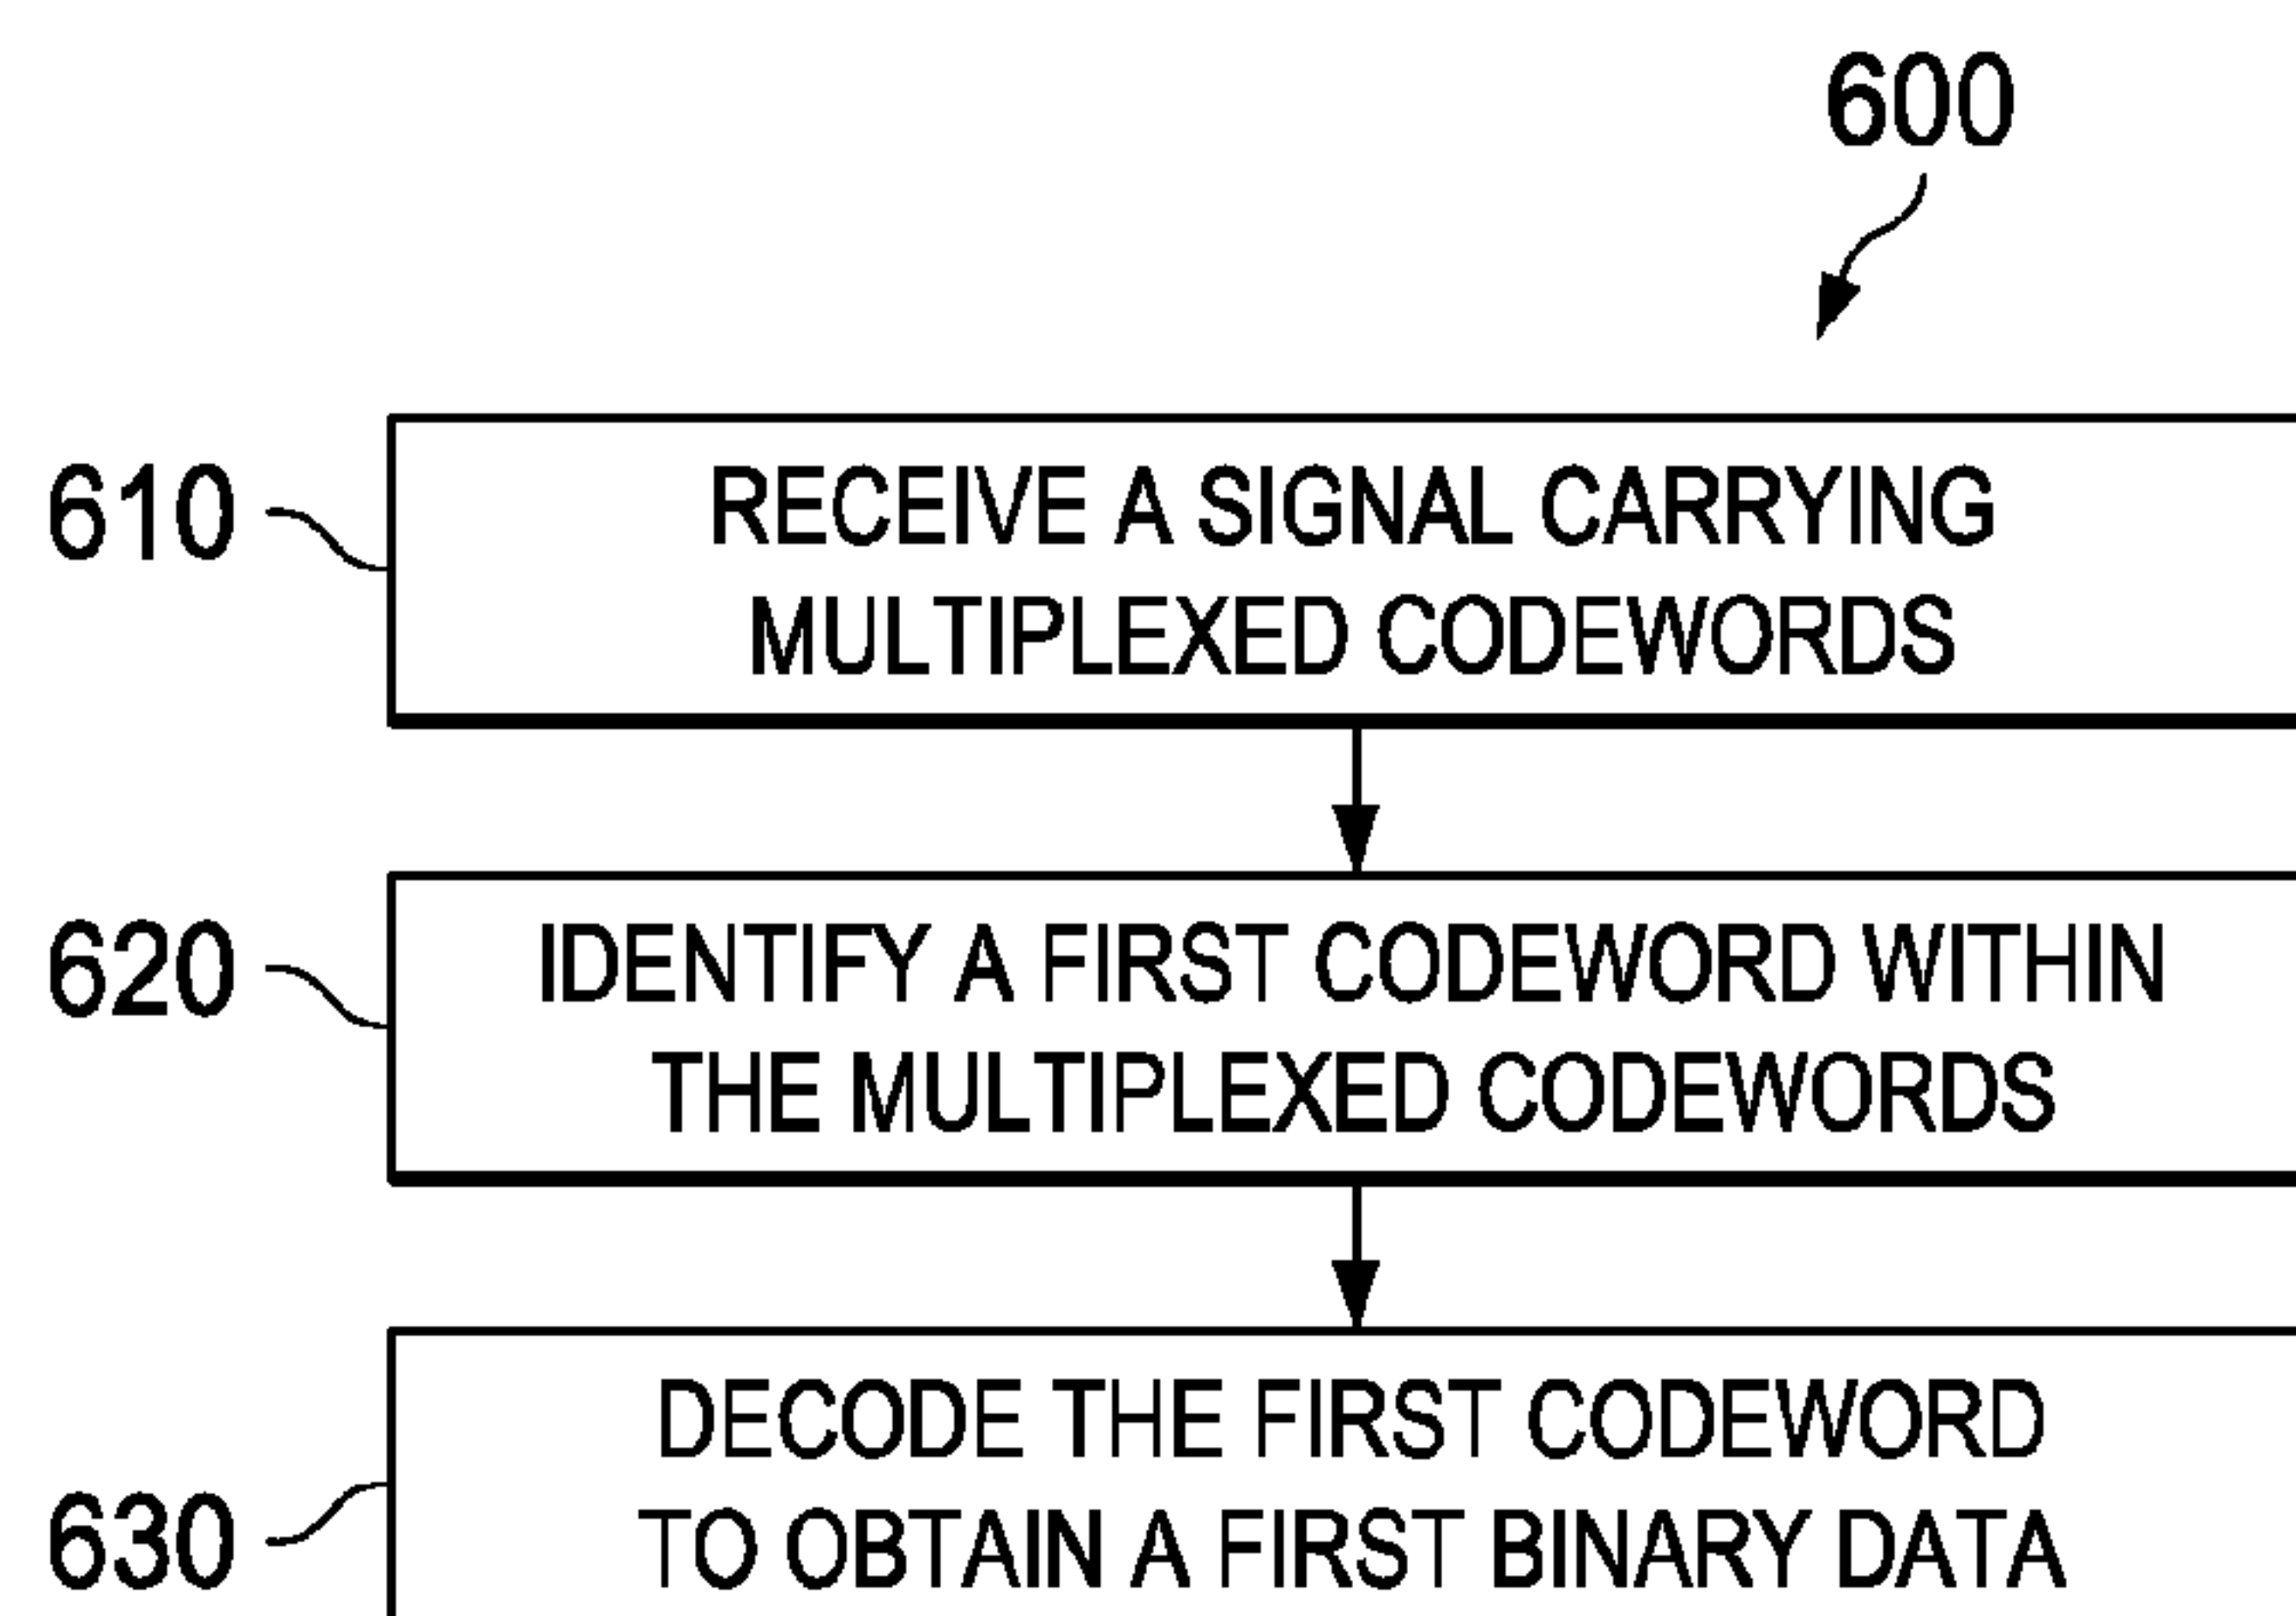 600
610
RECEIVE A SIGNAL CARRYING
MULTIPLEXED CODEWORDS
620
IDENTIFY A FIRST CODEWORD WITHIN
THE MULTIPLEXED CODEWORDS
630
DECODE THE FIRST CODEWORD
TO OBTAIN A FIRST BINARY DATA